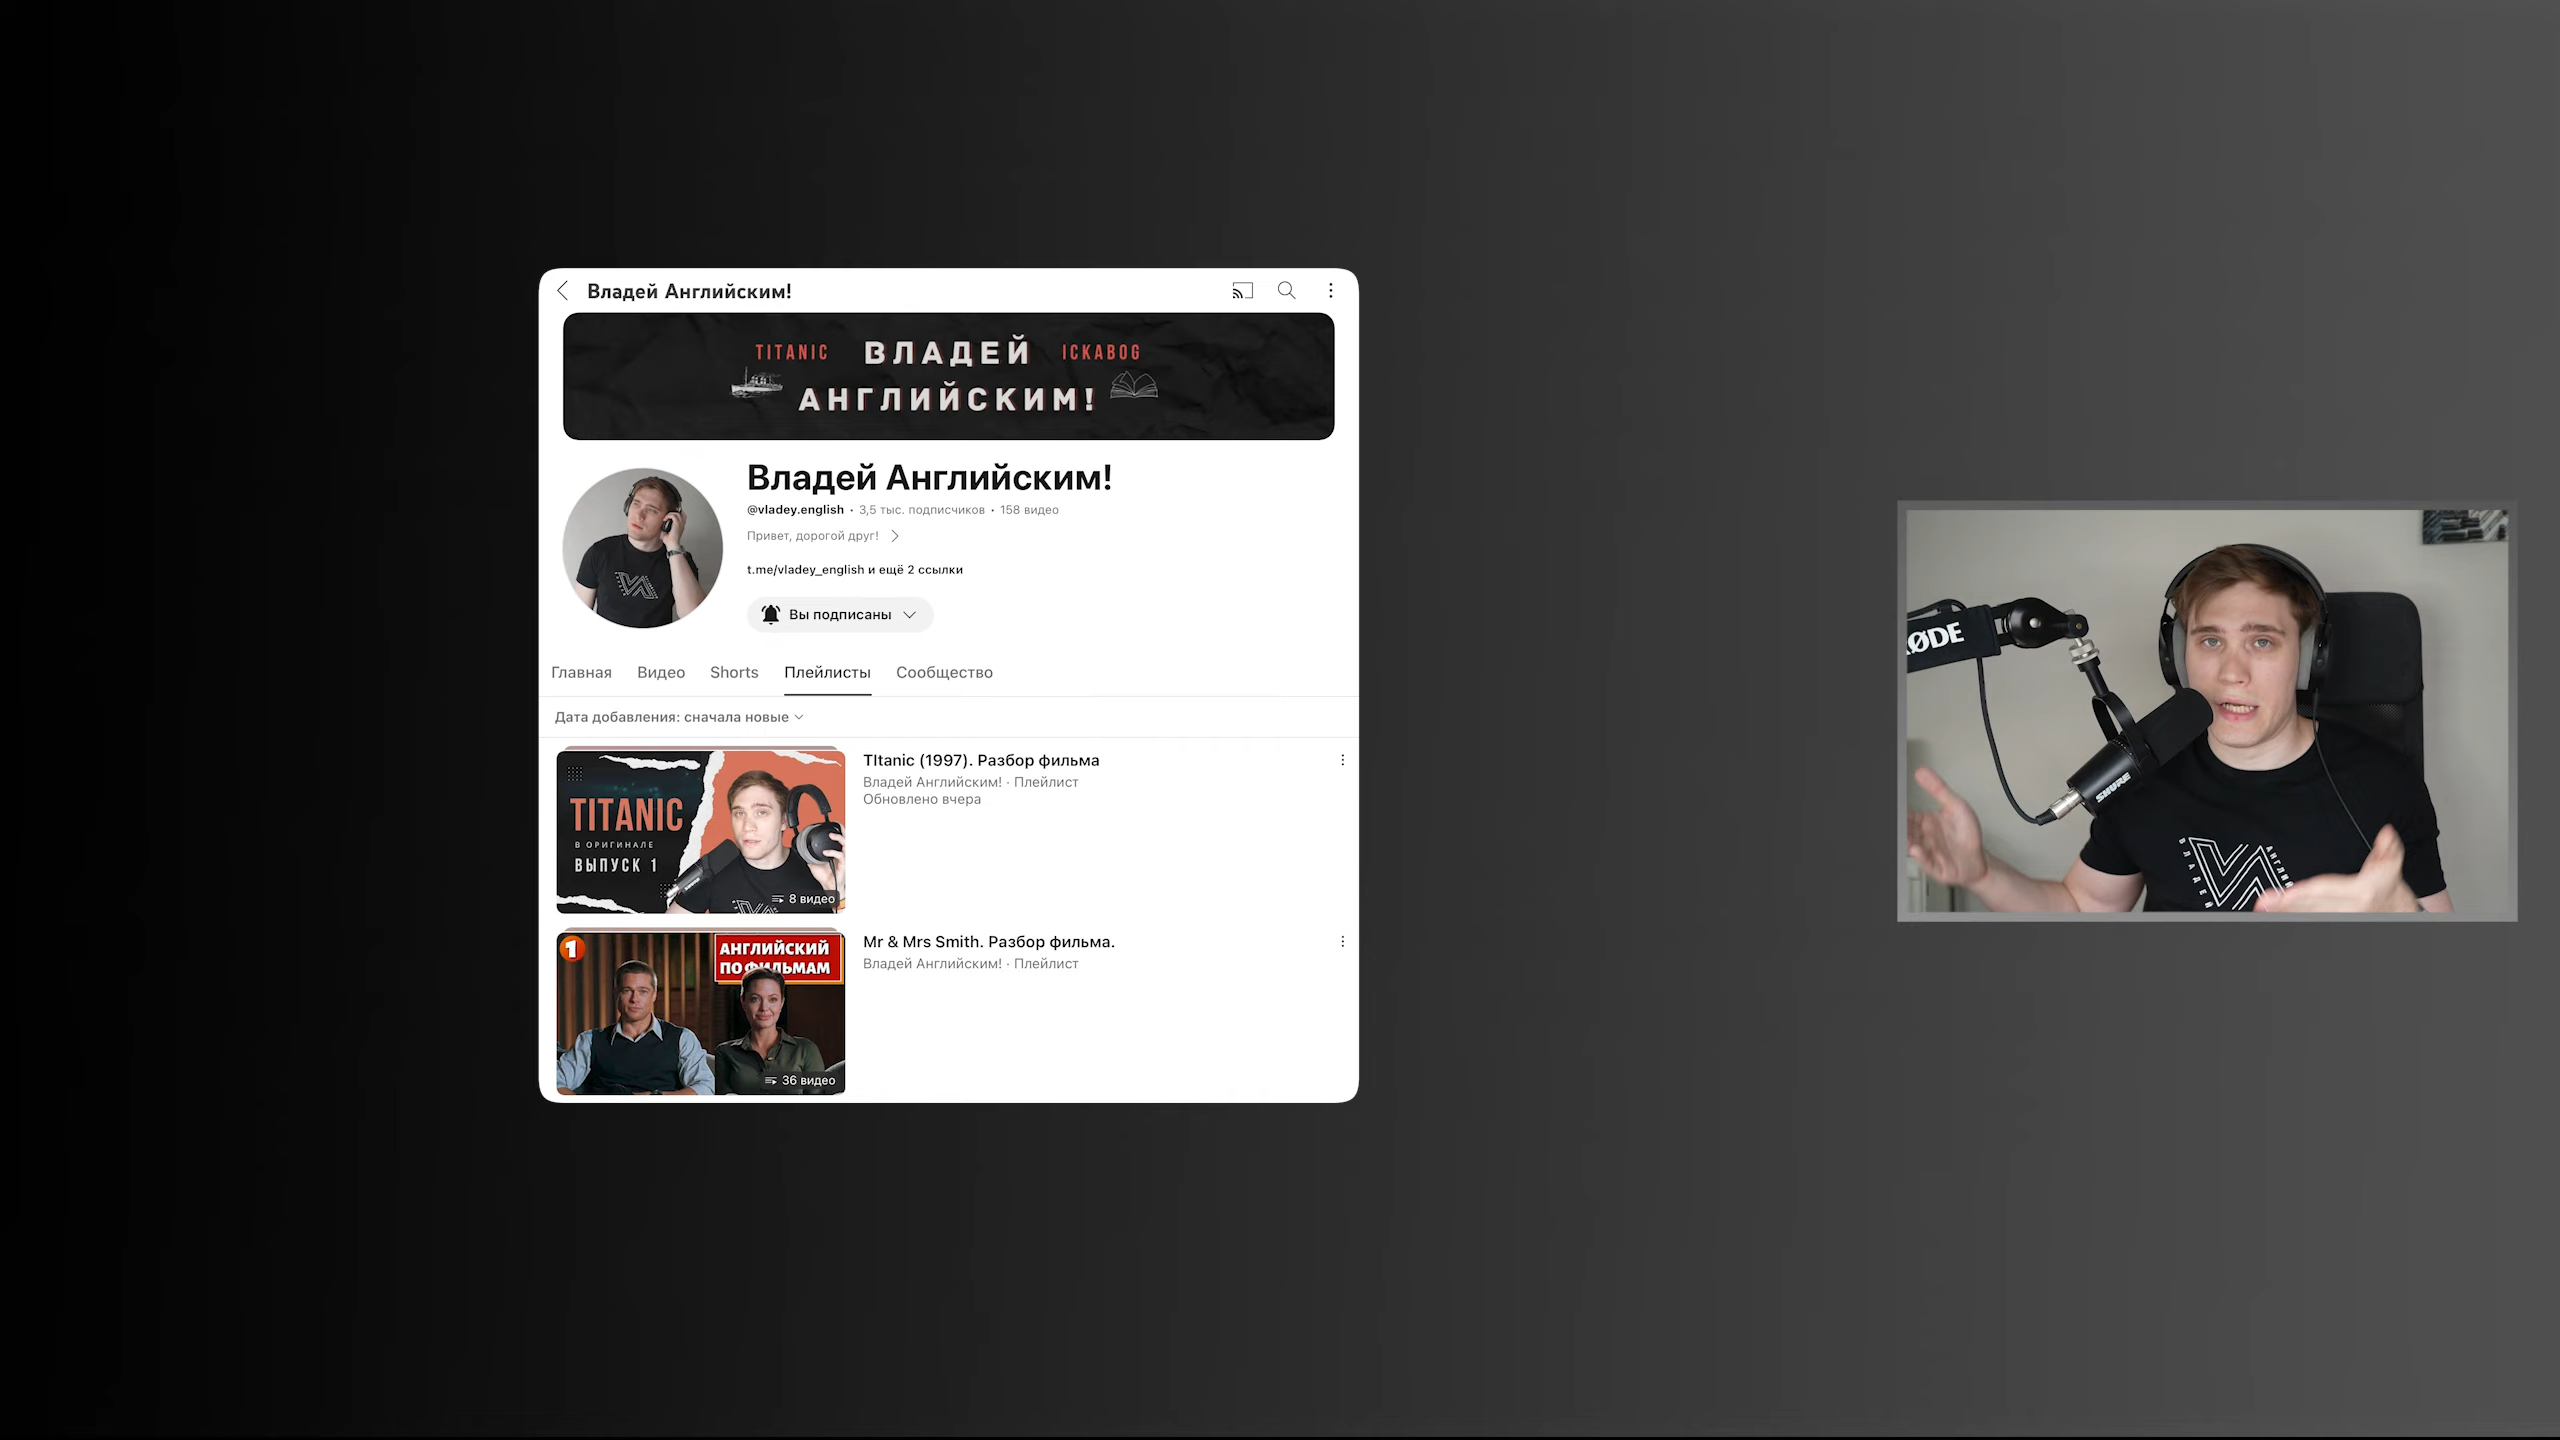 Владей Английским!
TITANIC ВЛАДЕЙ ICKABOG
АНГЛИЙСКИМ!
Владей Английским!
@vladey.english • 3,5 тыс. подписчиков • 158 видео
Привет, дорогой друг!
t.me/vladey_english и ещё 2 ссылки
Вы подписаны
Главная Видео Shorts Плейлисты Сообщество
Дата добавления: сначала новые
TITANIC
В ОРИГИНАЛЕ
ВЫПУСК 1
8 видео
TItanic (1997). Разбор фильма
Владей Английским! · Плейлист
Обновлено вчера
1
АНГЛИЙСКИЙ
ПО ФИЛЬМАМ
36 видео
Mr & Mrs Smith. Разбор фильма.
Владей Английским! · Плейлист
RØDE
SHURE
ВЛАДЕЙ